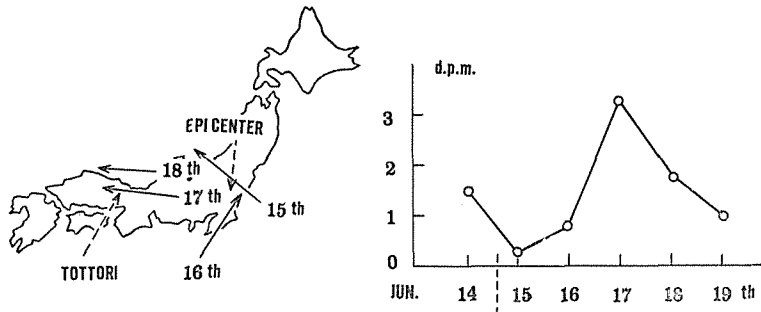 EPICENTER
18 th
17 th
15 th
TOTTORI
16 th
d.p.m.
3
2
1
0
JUN. 14 15 16 17 18 19 th